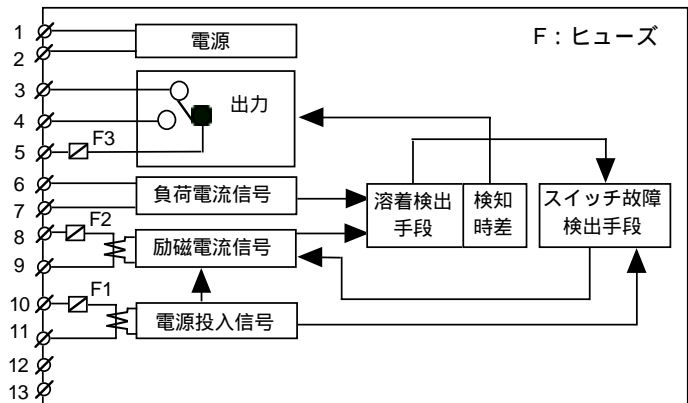 1
電源
F：ヒューズ
2
3
出力
4
5
F3
6
負荷電流信号
7
溶着検出
手段
検知
時差
スイッチ故障
検出手段
8
F2
励磁電流信号
9
10
F1
電源投入信号
11
12
13